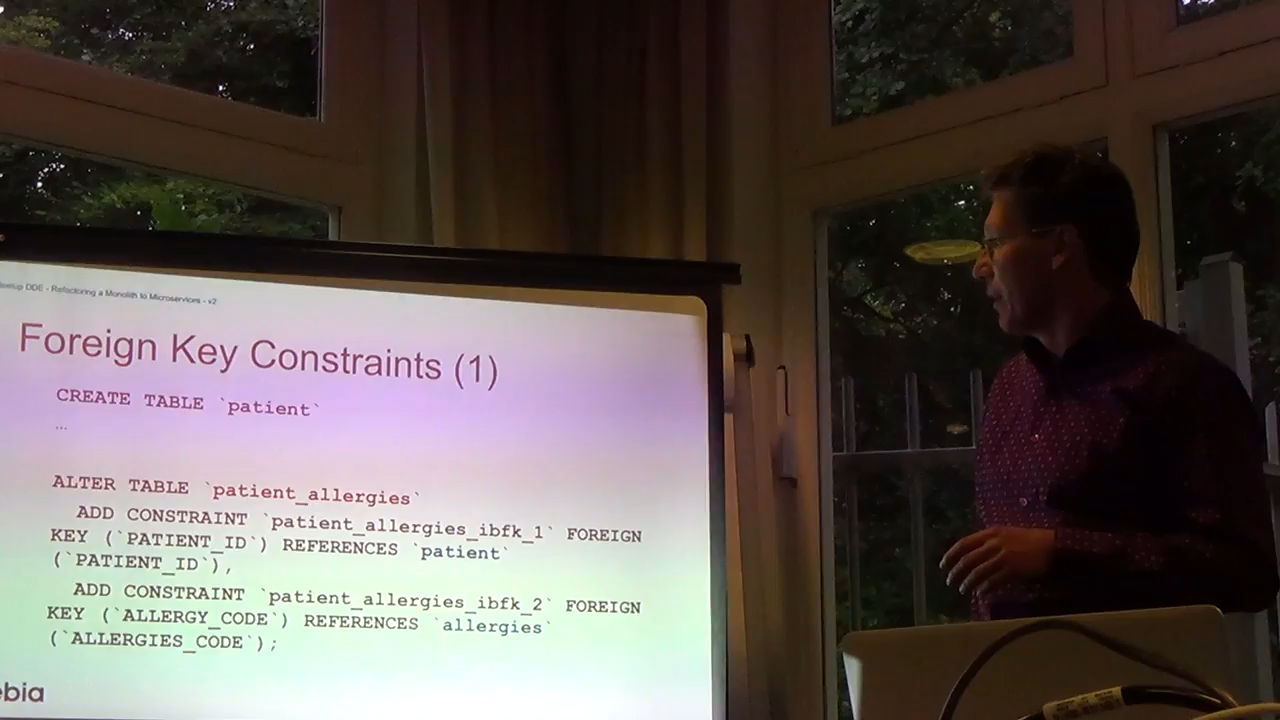 DDE - Refactoring a Monolith to Microservices - v2
Foreign Key Constraints (1)
CREATE TABLE `patient`
...
ALTER TABLE `patient_allergies`
ADD CONSTRAINT `patient_allergies_ibfk_1` FOREIGN
KEY (`PATIENT_ID`) REFERENCES `patient`
(`PATIENT_ID`),
ADD CONSTRAINT `patient_allergies_ibfk_2` FOREIGN
KEY (`ALLERGY_CODE`) REFERENCES `allergies`
(`ALLERGIES_CODE`);
ebia